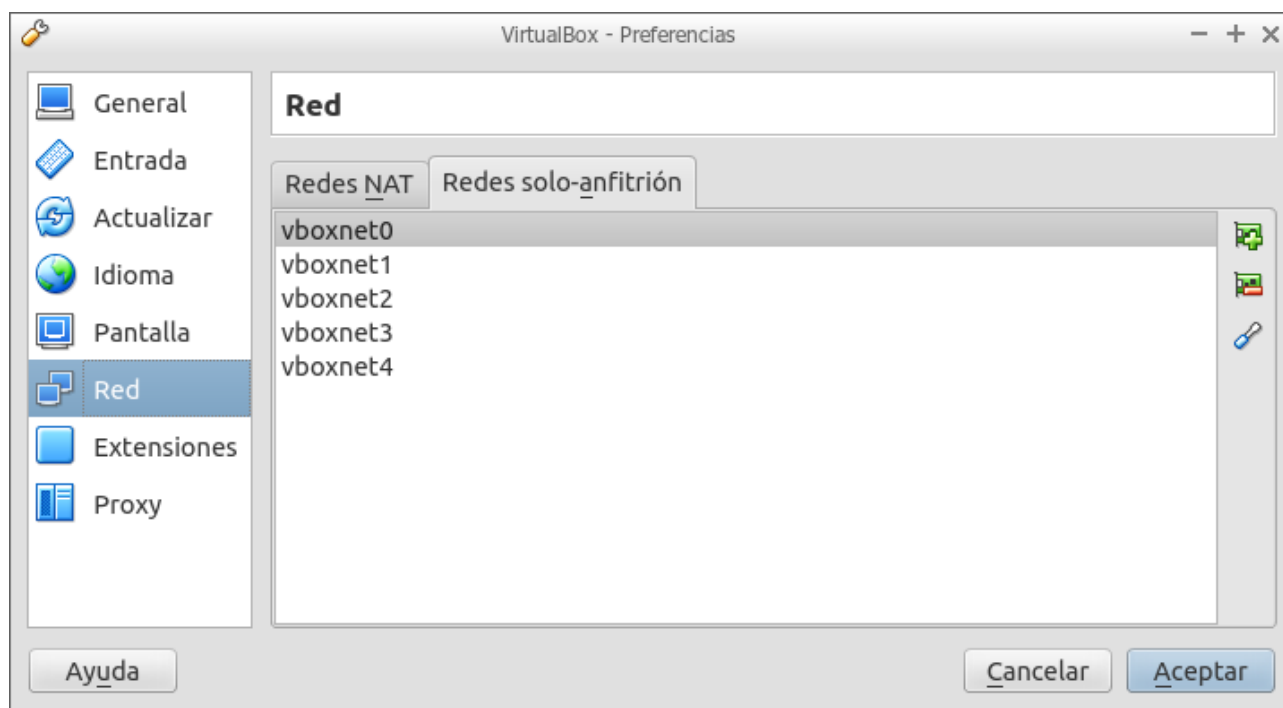 VirtualBox - Preferencias
General
Entrada
Actualizar
Idioma
Pantalla
Red
Extensiones
Proxy
Red
Redes NAT
Redes solo-anfitrión
vboxnet0
vboxnet1
vboxnet2
vboxnet3
vboxnet4
Ayuda
Cancelar
Aceptar